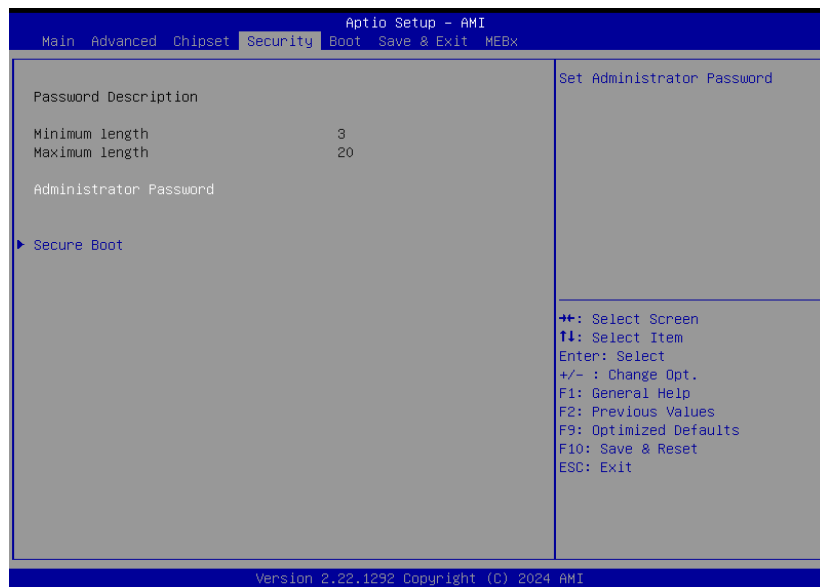 Aptio Setup – AMI
Main Advanced Chipset Security Boot Save & Exit MEBx
Password Description
Minimum length 3
Maximum length 20
Administrator Password
▶ Secure Boot
Set Administrator Password
→←: Select Screen
↑↓: Select Item
Enter: Select
+/- : Change Opt.
F1: General Help
F2: Previous Values
F9: Optimized Defaults
F10: Save & Reset
ESC: Exit
Version 2.22.1292 Copyright (C) 2024 AMI